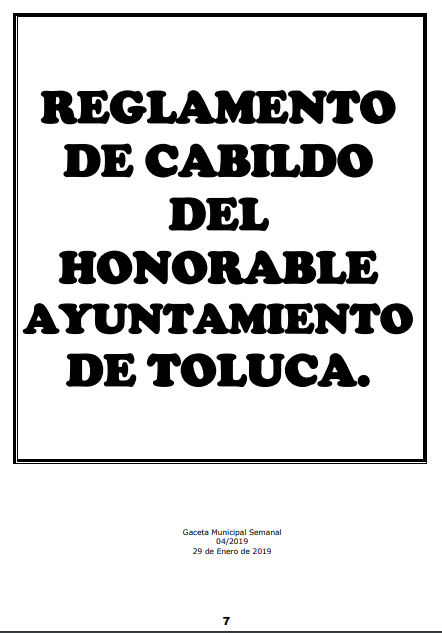 REGLAMENTO
DE CABILDO
DEL
HONORABLE
AYUNTAMIENTO
DE TOLUCA.
Gaceta Municipal Semanal
04/2019
29 de Enero de 2019
7